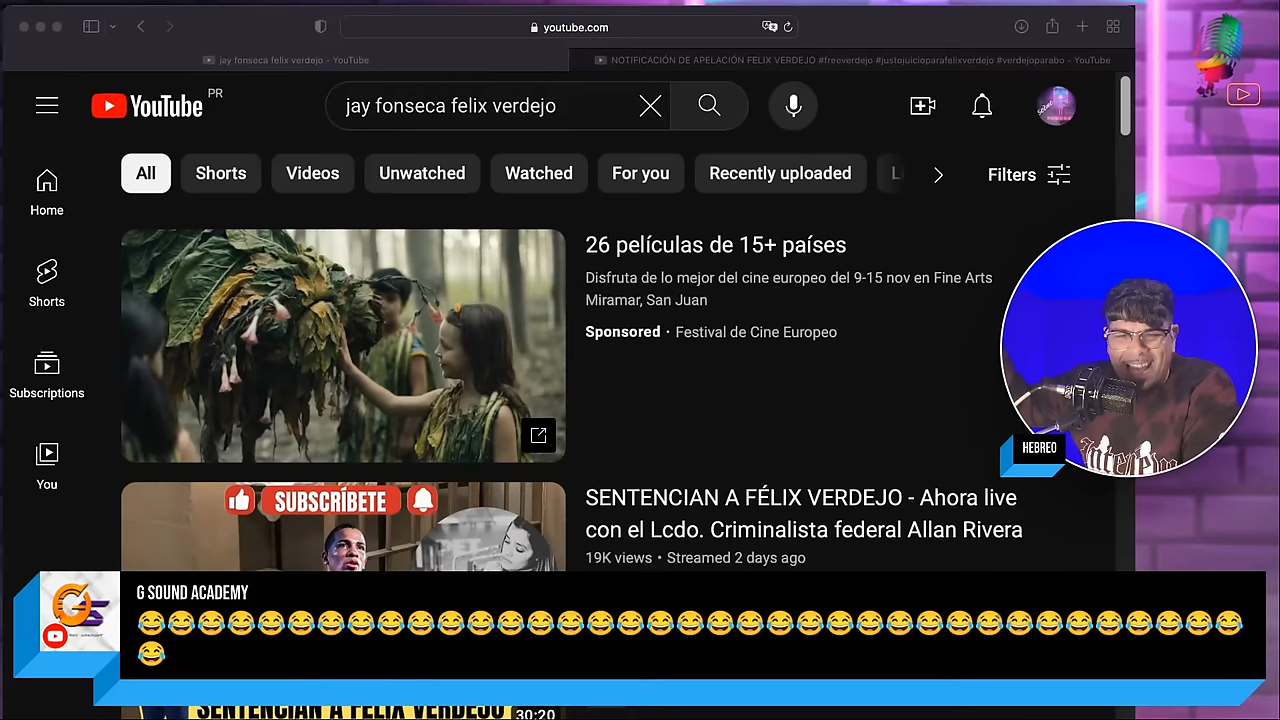 youtube.com
jay fonseca felix verdejo - YouTube
NOTIFICACIÓN DE APELACIÓN FELIX VERDEJO #freeverdejo #justojuicioparafelixverdejo #verdejoparabo - YouTube
YouTube PR
jay fonseca felix verdejo
All
Shorts
Videos
Unwatched
Watched
For you
Recently uploaded
Filters
Home
Shorts
Subscriptions
You
26 películas de 15+ países
Disfruta de lo mejor del cine europeo del 9-15 nov en Fine Arts
Miramar, San Juan
Sponsored · Festival de Cine Europeo
HEBREO
SUBSCRÍBETE
SENTENCIAN A FÉLIX VERDEJO - Ahora live
con el Lcdo. Criminalista federal Allan Rivera
19K views • Streamed 2 days ago
G SOUND ACADEMY
😂😂😂😂😂😂😂😂😂😂😂😂😂😂😂😂😂😂😂😂😂😂😂😂😂😂😂😂😂😂😂😂😂😂😂😂😂
😂
SENTENCIAN A FELIX VERDEJO
30:20